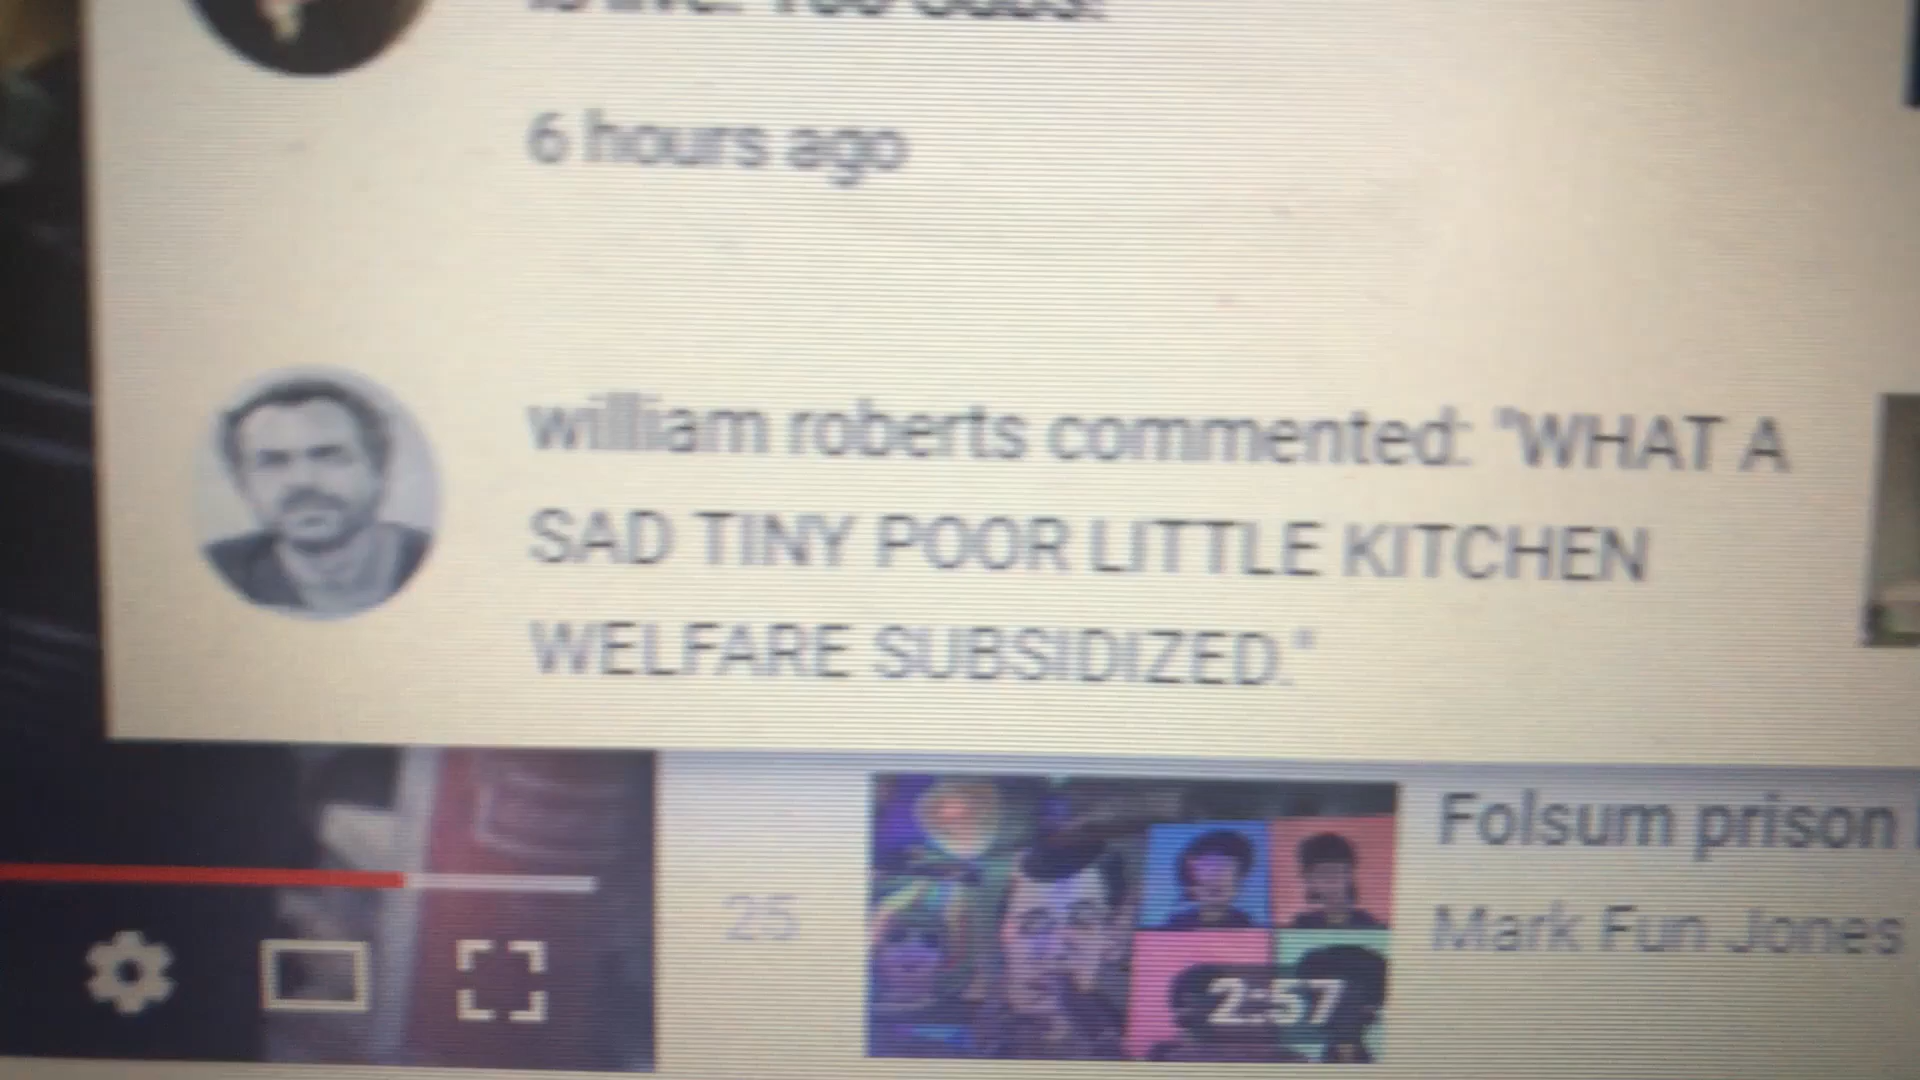 6 hours ago
william roberts commented: "WHAT A
SAD TINY POOR LITTLE KITCHEN
WELFARE SUBSIDIZED."
Folsum prison
25
Mark Fun Jones
2:57